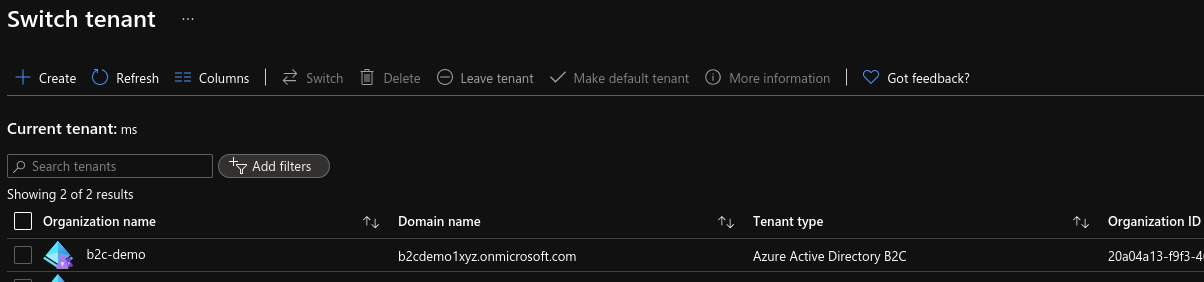 Switch tenant ...
Create Refresh Columns Switch Delete Leave tenant Make default tenant More information Got feedback?
Current tenant: ms
Search tenants Add filters
Showing 2 of 2 results
Organization name Domain name Tenant type Organization ID
b2c-demo b2cdemo1xyz.onmicrosoft.com Azure Active Directory B2C 20a04a13-f9f3-4